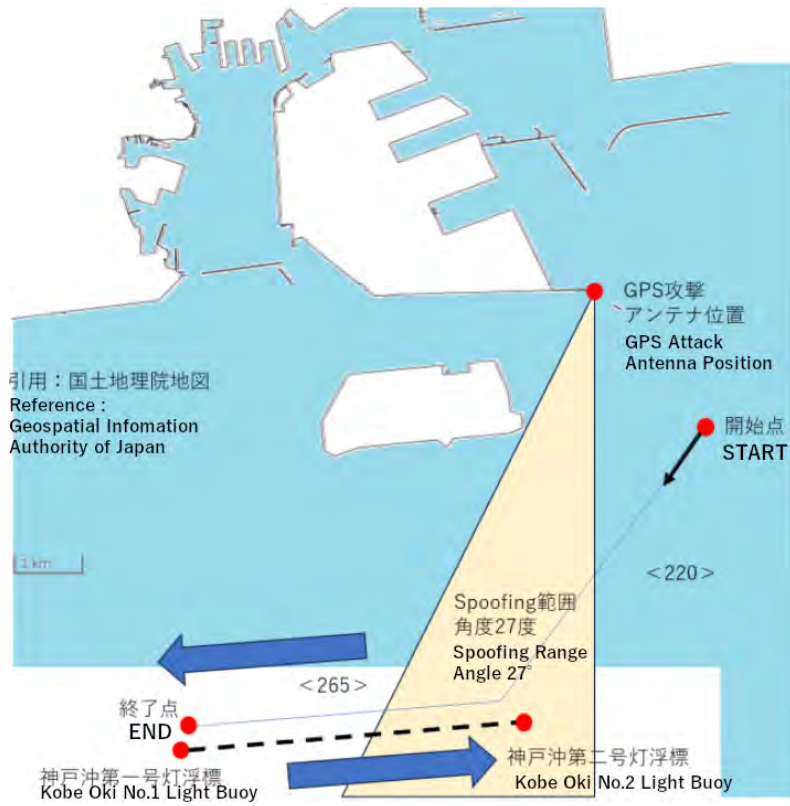 GPS攻撃
アンテナ位置
GPS Attack
Antenna Position
引用：国土地理院地図
Reference :
Geospatial Infomation
Authority of Japan
開始点
START
1 km
＜220＞
Spoofing範囲
角度27度
Spoofing Range
Angle 27°
＜265＞
終了点
END
神戸沖第一号灯浮標
Kobe Oki No.1 Light Buoy
神戸沖第二号灯浮標
Kobe Oki No.2 Light Buoy